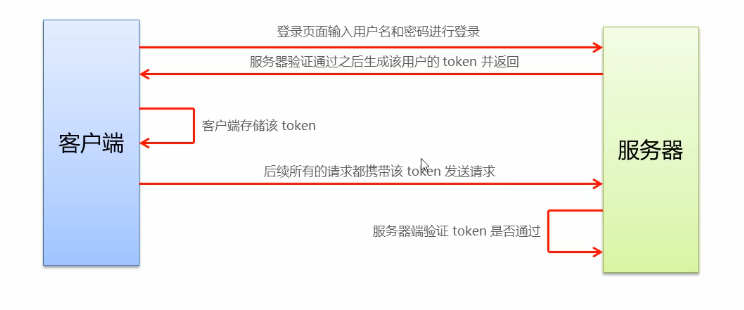 登录页面输入用户名和密码进行登录
服务器验证通过之后生成该用户的 token 并返回
客户端
客户端存储该 token
服务器
后续所有的请求都携带该 token 发送请求
服务器端验证 token 是否通过